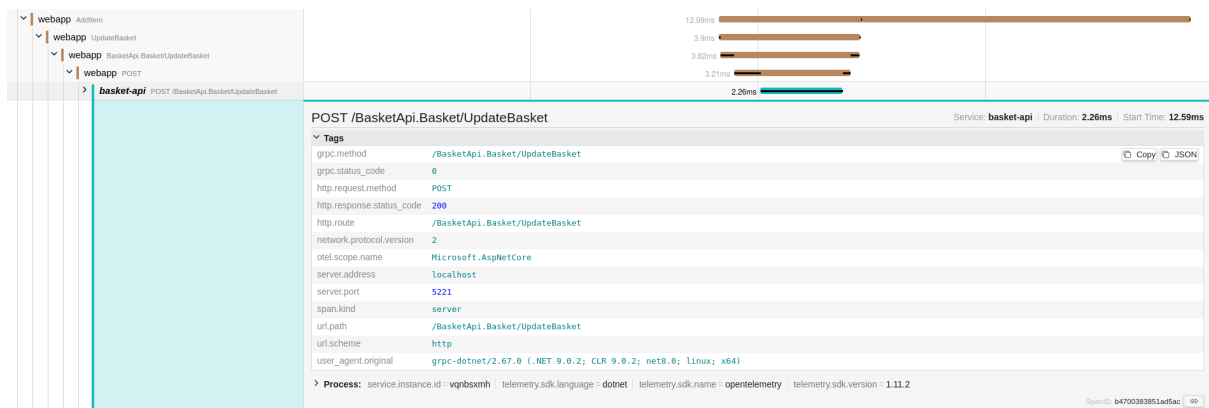 webapp AddItem 12.99ms
webapp UpdateBasket 3.9ms
webapp BasketApi.Basket/UpdateBasket 3.82ms
webapp POST 3.21ms
basket-api POST /BasketApi.Basket/UpdateBasket 2.26ms
POST /BasketApi.Basket/UpdateBasket Service: basket-api Duration: 2.26ms Start Time: 12.59ms
Tags
grpc.method /BasketApi.Basket/UpdateBasket Copy JSON
grpc.status_code 0
http.request.method POST
http.response.status_code 200
http.route /BasketApi.Basket/UpdateBasket
network.protocol.version 2
otel.scope.name Microsoft.AspNetCore
server.address localhost
server.port 5221
span.kind server
url.path /BasketApi.Basket/UpdateBasket
url.scheme http
user_agent.original grpc-dotnet/2.67.0 (.NET 9.0.2; CLR 9.0.2; net8.0; linux; x64)
Process: service.instance.id = vqnbsxmh telemetry.sdk.language = dotnet telemetry.sdk.name = opentelemetry telemetry.sdk.version = 1.11.2
SpanID: b4700383851ad5ac